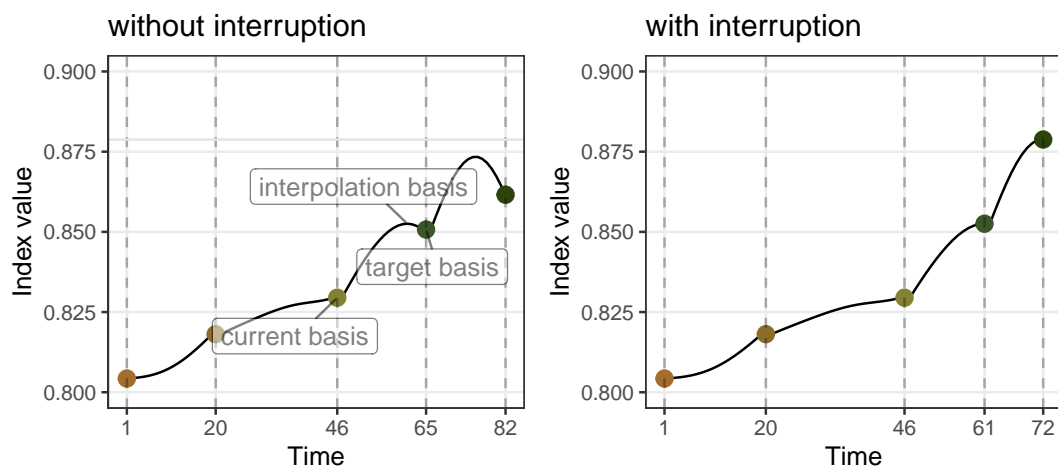 without interruption
0.900
0.875
0.850
0.825
0.800
Index value
interpolation basis
target basis
current basis
1 20 46 65 82
Time
with interruption
0.900
0.875
0.850
0.825
0.800
Index value
1 20 46 61 72
Time